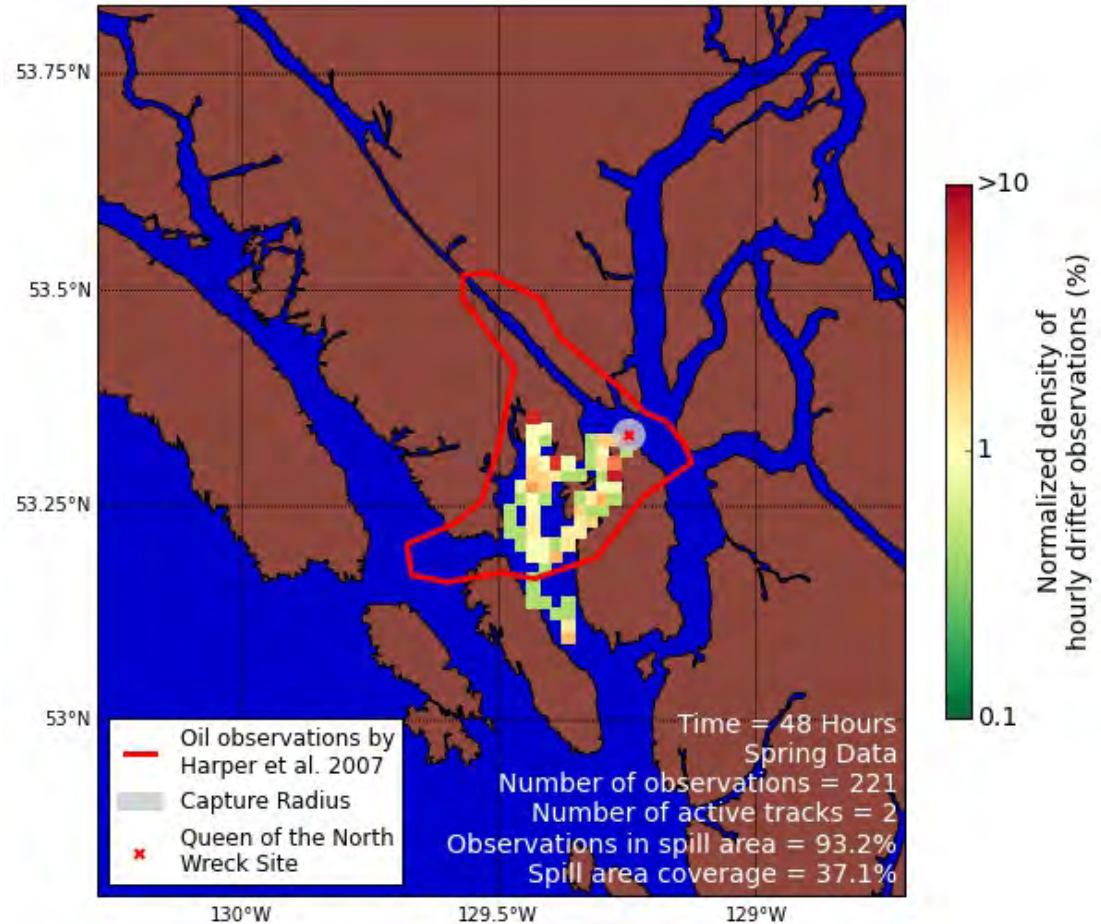 53.75°N
53.5°N
53.25°N
53°N
130°W
129.5°W
129°W
Oil observations by
Harper et al. 2007
Capture Radius
Queen of the North
Wreck Site
Time = 48 Hours
Spring Data
Number of observations = 221
Number of active tracks = 2
Observations in spill area = 93.2%
Spill area coverage = 37.1%
>10
1
0.1
Normalized density of
hourly drifter observations (%)